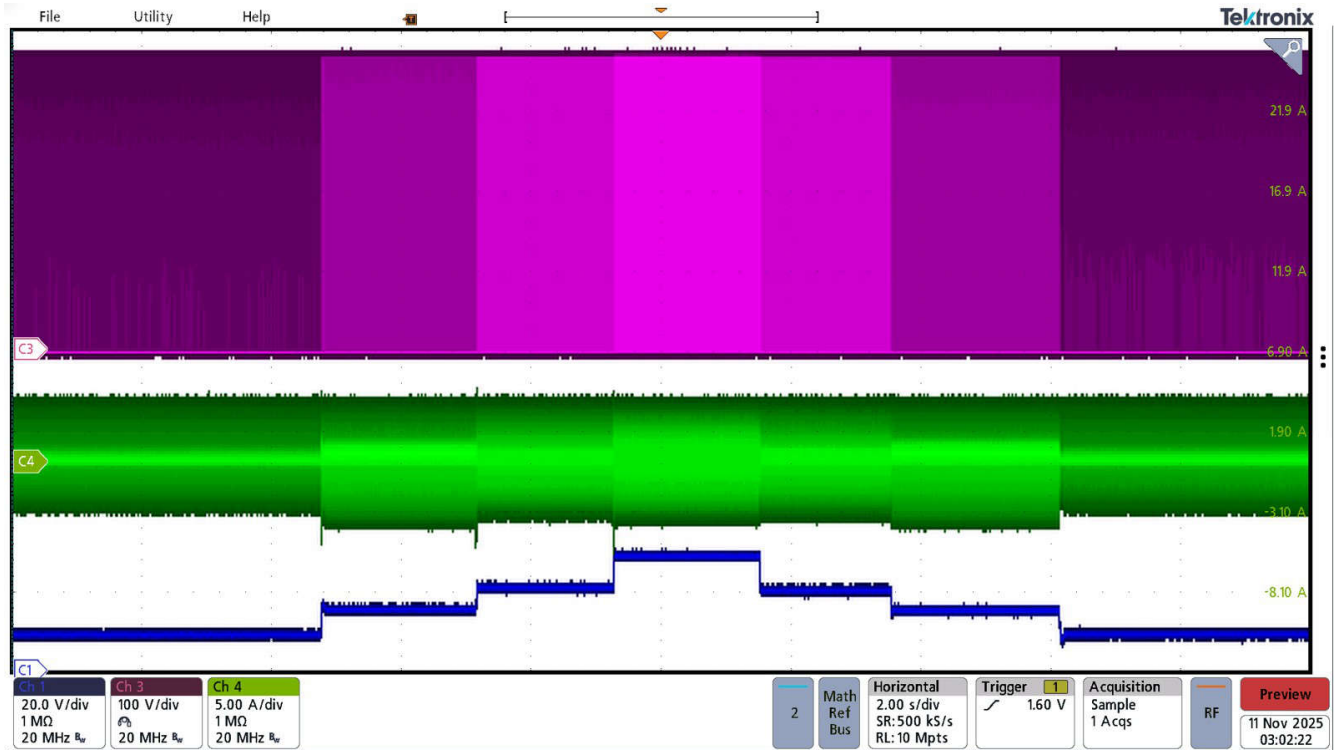 File Utility Help
Tektronix
21.9 A
16.9 A
11.9 A
C3
6.90 A
1.90 A
C4
-3.10 A
-8.10 A
C1
Ch 1
20.0 V/div
1 MΩ
20 MHz Bw
Ch 3
100 V/div
20 MHz Bw
Ch 4
5.00 A/div
1 MΩ
20 MHz Bw
2
Math
Ref
Bus
Horizontal
2.00 s/div
SR: 500 kS/s
RL: 10 Mpts
Trigger 1
1.60 V
Acquisition
Sample
1 Acqs
RF
Preview
11 Nov 2025
03:02:22